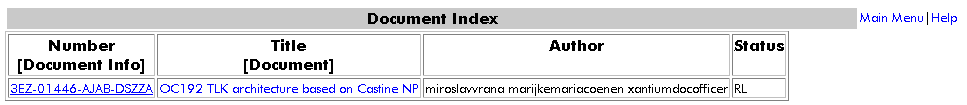 Document Index
Main Menu|Help
Number
[Document Info]
Title
[Document]
Author
Status
3EZ-01446-AJAB-DSZZA
OC192 TLK architecture based on Castine NP
miroslavvrana marijkemariacoenen xantiumdocofficer
RL